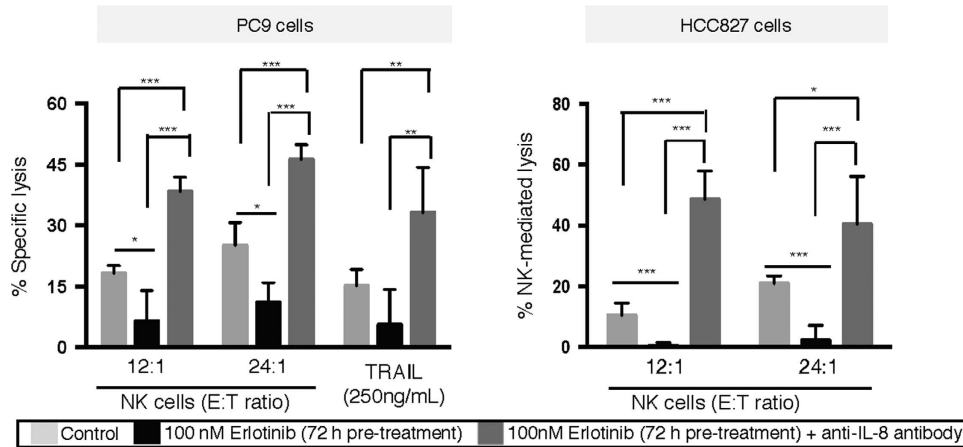 PC9 cells
HCC827 cells
% Specific lysis
60
45
30
15
0
***
***
*
***
***
*
**
**
12:1
24:1
TRAIL
(250ng/mL)
NK cells (E:T ratio)
% NK-mediated lysis
80
60
40
20
0
***
***
***
*
***
***
12:1
24:1
NK cells (E:T ratio)
Control
100 nM Erlotinib (72 h pre-treatment)
100nM Erlotinib (72 h pre-treatment) + anti-IL-8 antibody